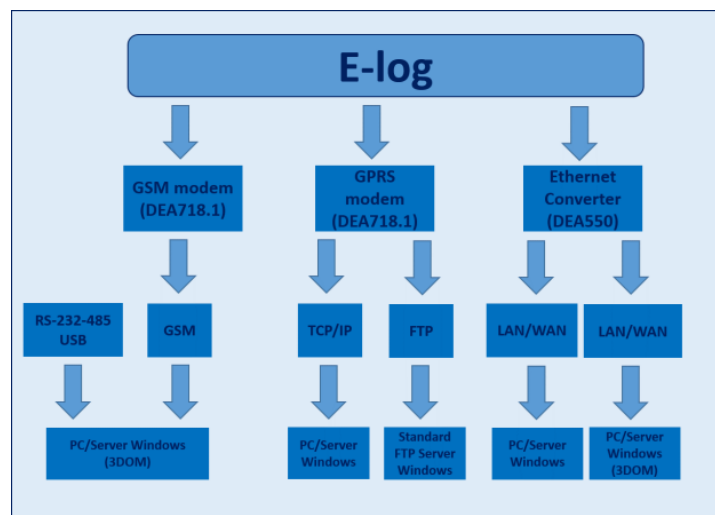 E-log
GSM modem
(DEA718.1)
GPRS
modem
(DEA718.1)
Ethernet
Converter
(DEA550)
RS-232-485
USB
GSM
TCP/IP
FTP
LAN/WAN
LAN/WAN
PC/Server Windows
(3DOM)
PC/Server
Windows
Standard
FTP Server
Windows
PC/Server
Windows
PC/Server
Windows
(3DOM)